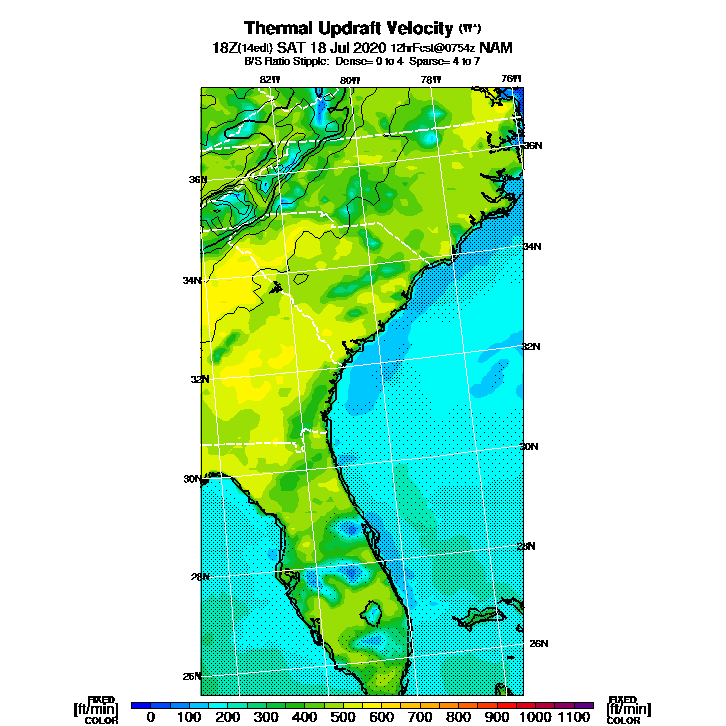 Thermal Updraft Velocity (W*)
18Z(14edt) SAT 18 Jul 2020 12hrFcst@0754z NAM
B/S Ratio Stipple: Dense= 0 to 4 Sparse= 4 to 7
82W 80W 78W 76W
36N
36N
34N
34N
32N
32N
30N
30N
28N
28N
26N
26N
FIXED FIXED
[ft/min] 0 100 200 300 400 500 600 700 800 900 1000 1100 [ft/min]
COLOR COLOR